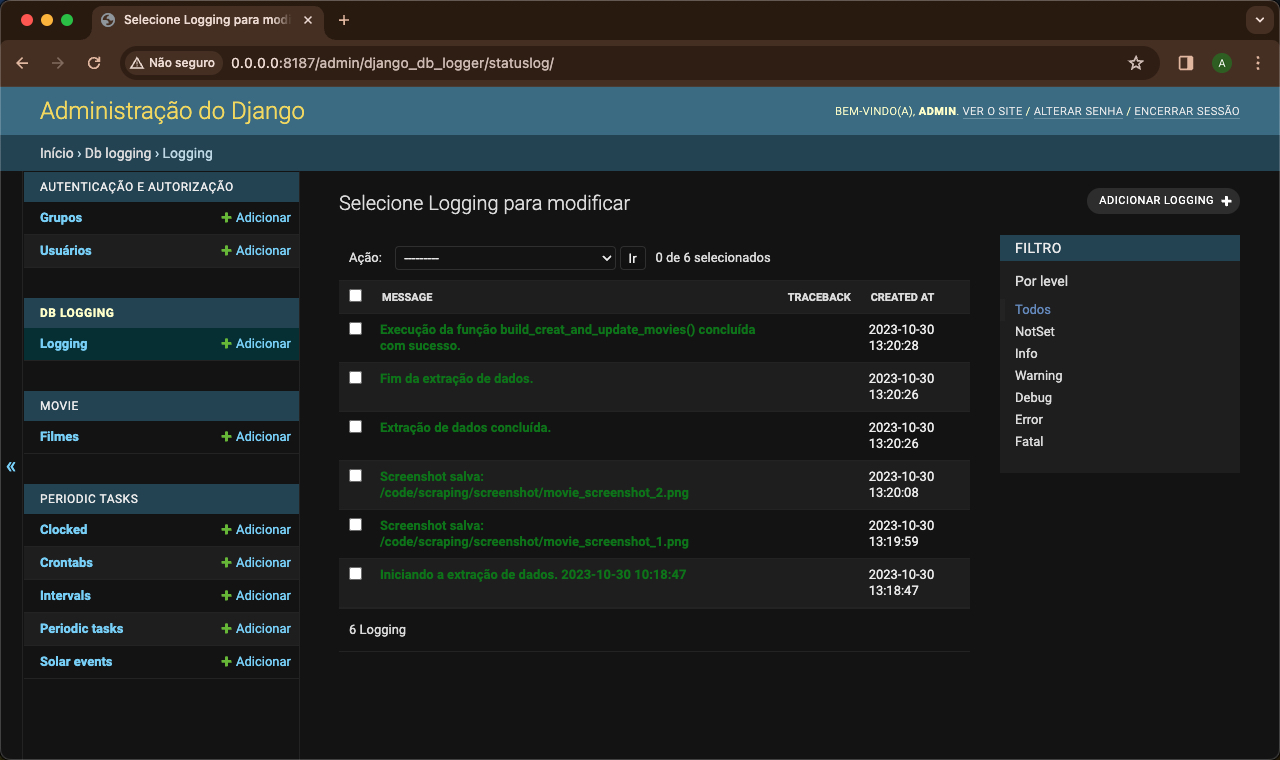 Selecione Logging para modi
Não seguro
0.0.0.0:8187/admin/django_db_logger/statuslog/
A
Administração do Django
BEM-VINDO(A), ADMIN. VER O SITE / ALTERAR SENHA / ENCERRAR SESSÃO
Início › Db logging › Logging
AUTENTICAÇÃO E AUTORIZAÇÃO
Grupos
Adicionar
Usuários
Adicionar
DB LOGGING
Logging
Adicionar
MOVIE
Filmes
Adicionar
«
PERIODIC TASKS
Clocked
Adicionar
Crontabs
Adicionar
Intervals
Adicionar
Periodic tasks
Adicionar
Solar events
Adicionar
Selecione Logging para modificar
ADICIONAR LOGGING
Ação: --------- Ir 0 de 6 selecionados
MESSAGE TRACEBACK CREATED AT
Execução da função build_creat_and_update_movies() concluída
com sucesso.
2023-10-30
13:20:28
Fim da extração de dados.
2023-10-30
13:20:26
Extração de dados concluída.
2023-10-30
13:20:26
Screenshot salva:
/code/scraping/screenshot/movie_screenshot_2.png
2023-10-30
13:20:08
Screenshot salva:
/code/scraping/screenshot/movie_screenshot_1.png
2023-10-30
13:19:59
Iniciando a extração de dados. 2023-10-30 10:18:47
2023-10-30
13:18:47
6 Logging
FILTRO
Por level
Todos
NotSet
Info
Warning
Debug
Error
Fatal